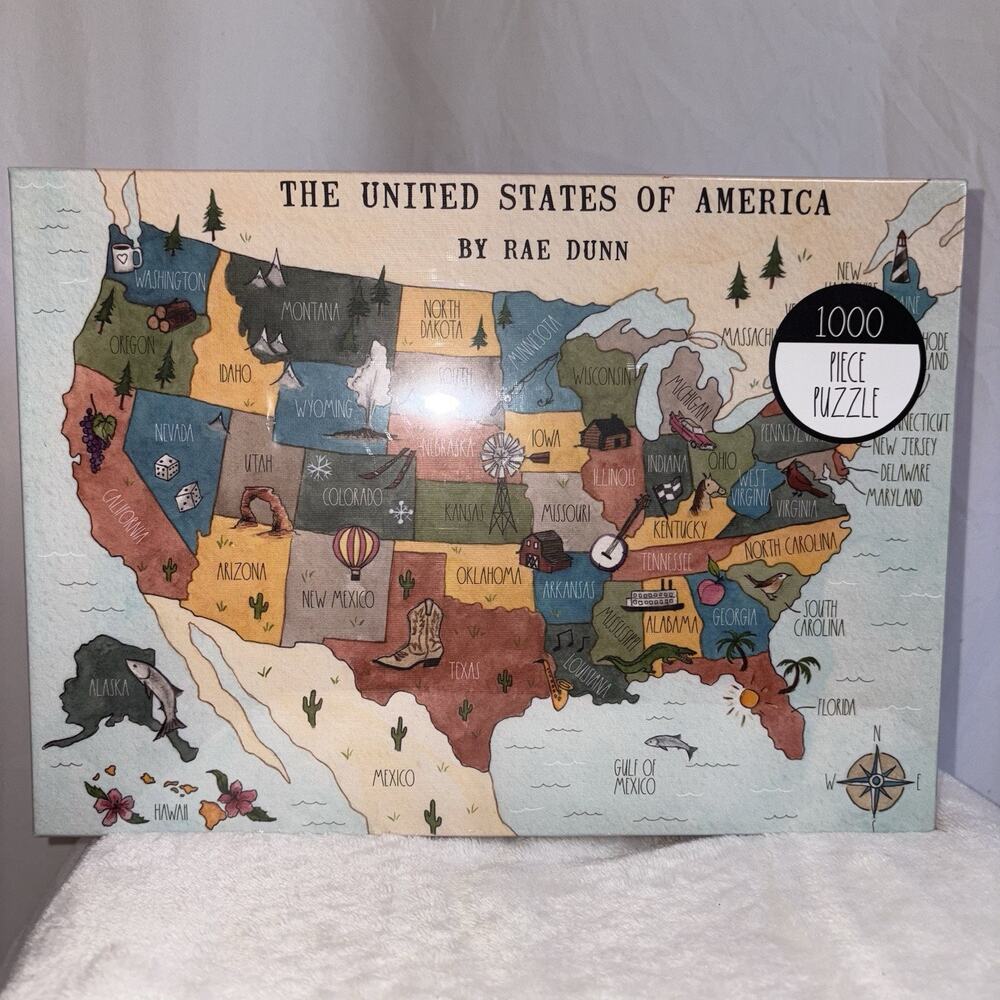 THE UNITED STATES OF AMERICA
BY RAE DUNN
1000
PIECE
PUZZLE
WASHINGTON
MONTANA
NORTH
DAKOTA
MINNESOTA
NEW
OREGON
IDAHO
WYOMING
SOUTH
WISCONSIN
MICHIGAN
NEVADA
UTAH
COLORADO
NEBRASKA
IOWA
ILLINOIS
INDIANA
OHIO
NEW JERSEY
DELAWARE
MARYLAND
WEST
VIRGINIA
VIRGINIA
CALIFORNIA
KANSAS
MISSOURI
KENTUCKY
ARIZONA
NEW MEXICO
OKLAHOMA
ARKANSAS
TENNESSEE
NORTH CAROLINA
MISSISSIPPI
ALABAMA
GEORGIA
SOUTH
CAROLINA
TEXAS
LOUISIANA
FLORIDA
ALASKA
HAWAII
MEXICO
GULF OF
MEXICO
N
W
E